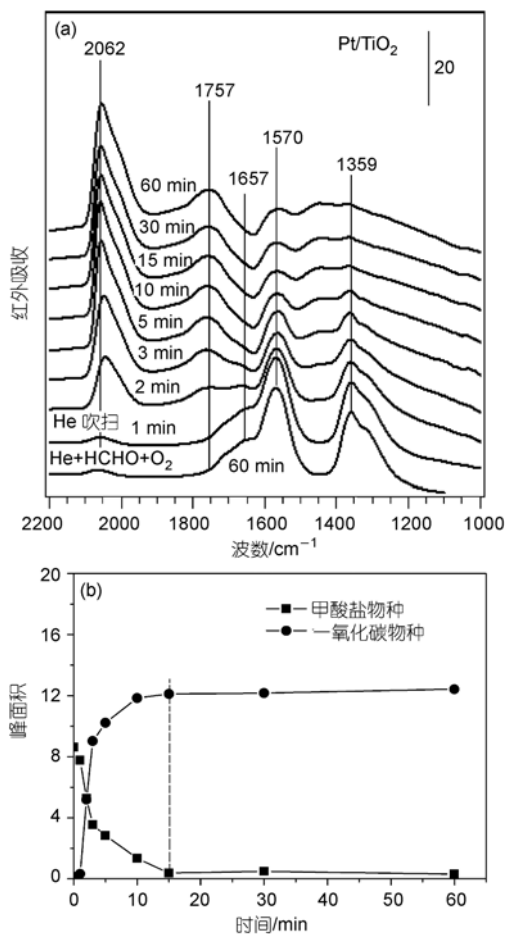 (a)
2062
Pt/TiO₂
20
1757
1570
1657
1359
60 min
30 min
15 min
10 min
5 min
3 min
2 min
He 吹扫
1 min
He+HCHO+O₂
60 min
红外吸收
2200 2000 1800 1600 1400 1200 1000
波数/cm⁻¹
(b)
20
16
12
8
4
0
甲酸盐物种
一氧化碳物种
峰面积
0 10 20 30 40 50 60
时间/min